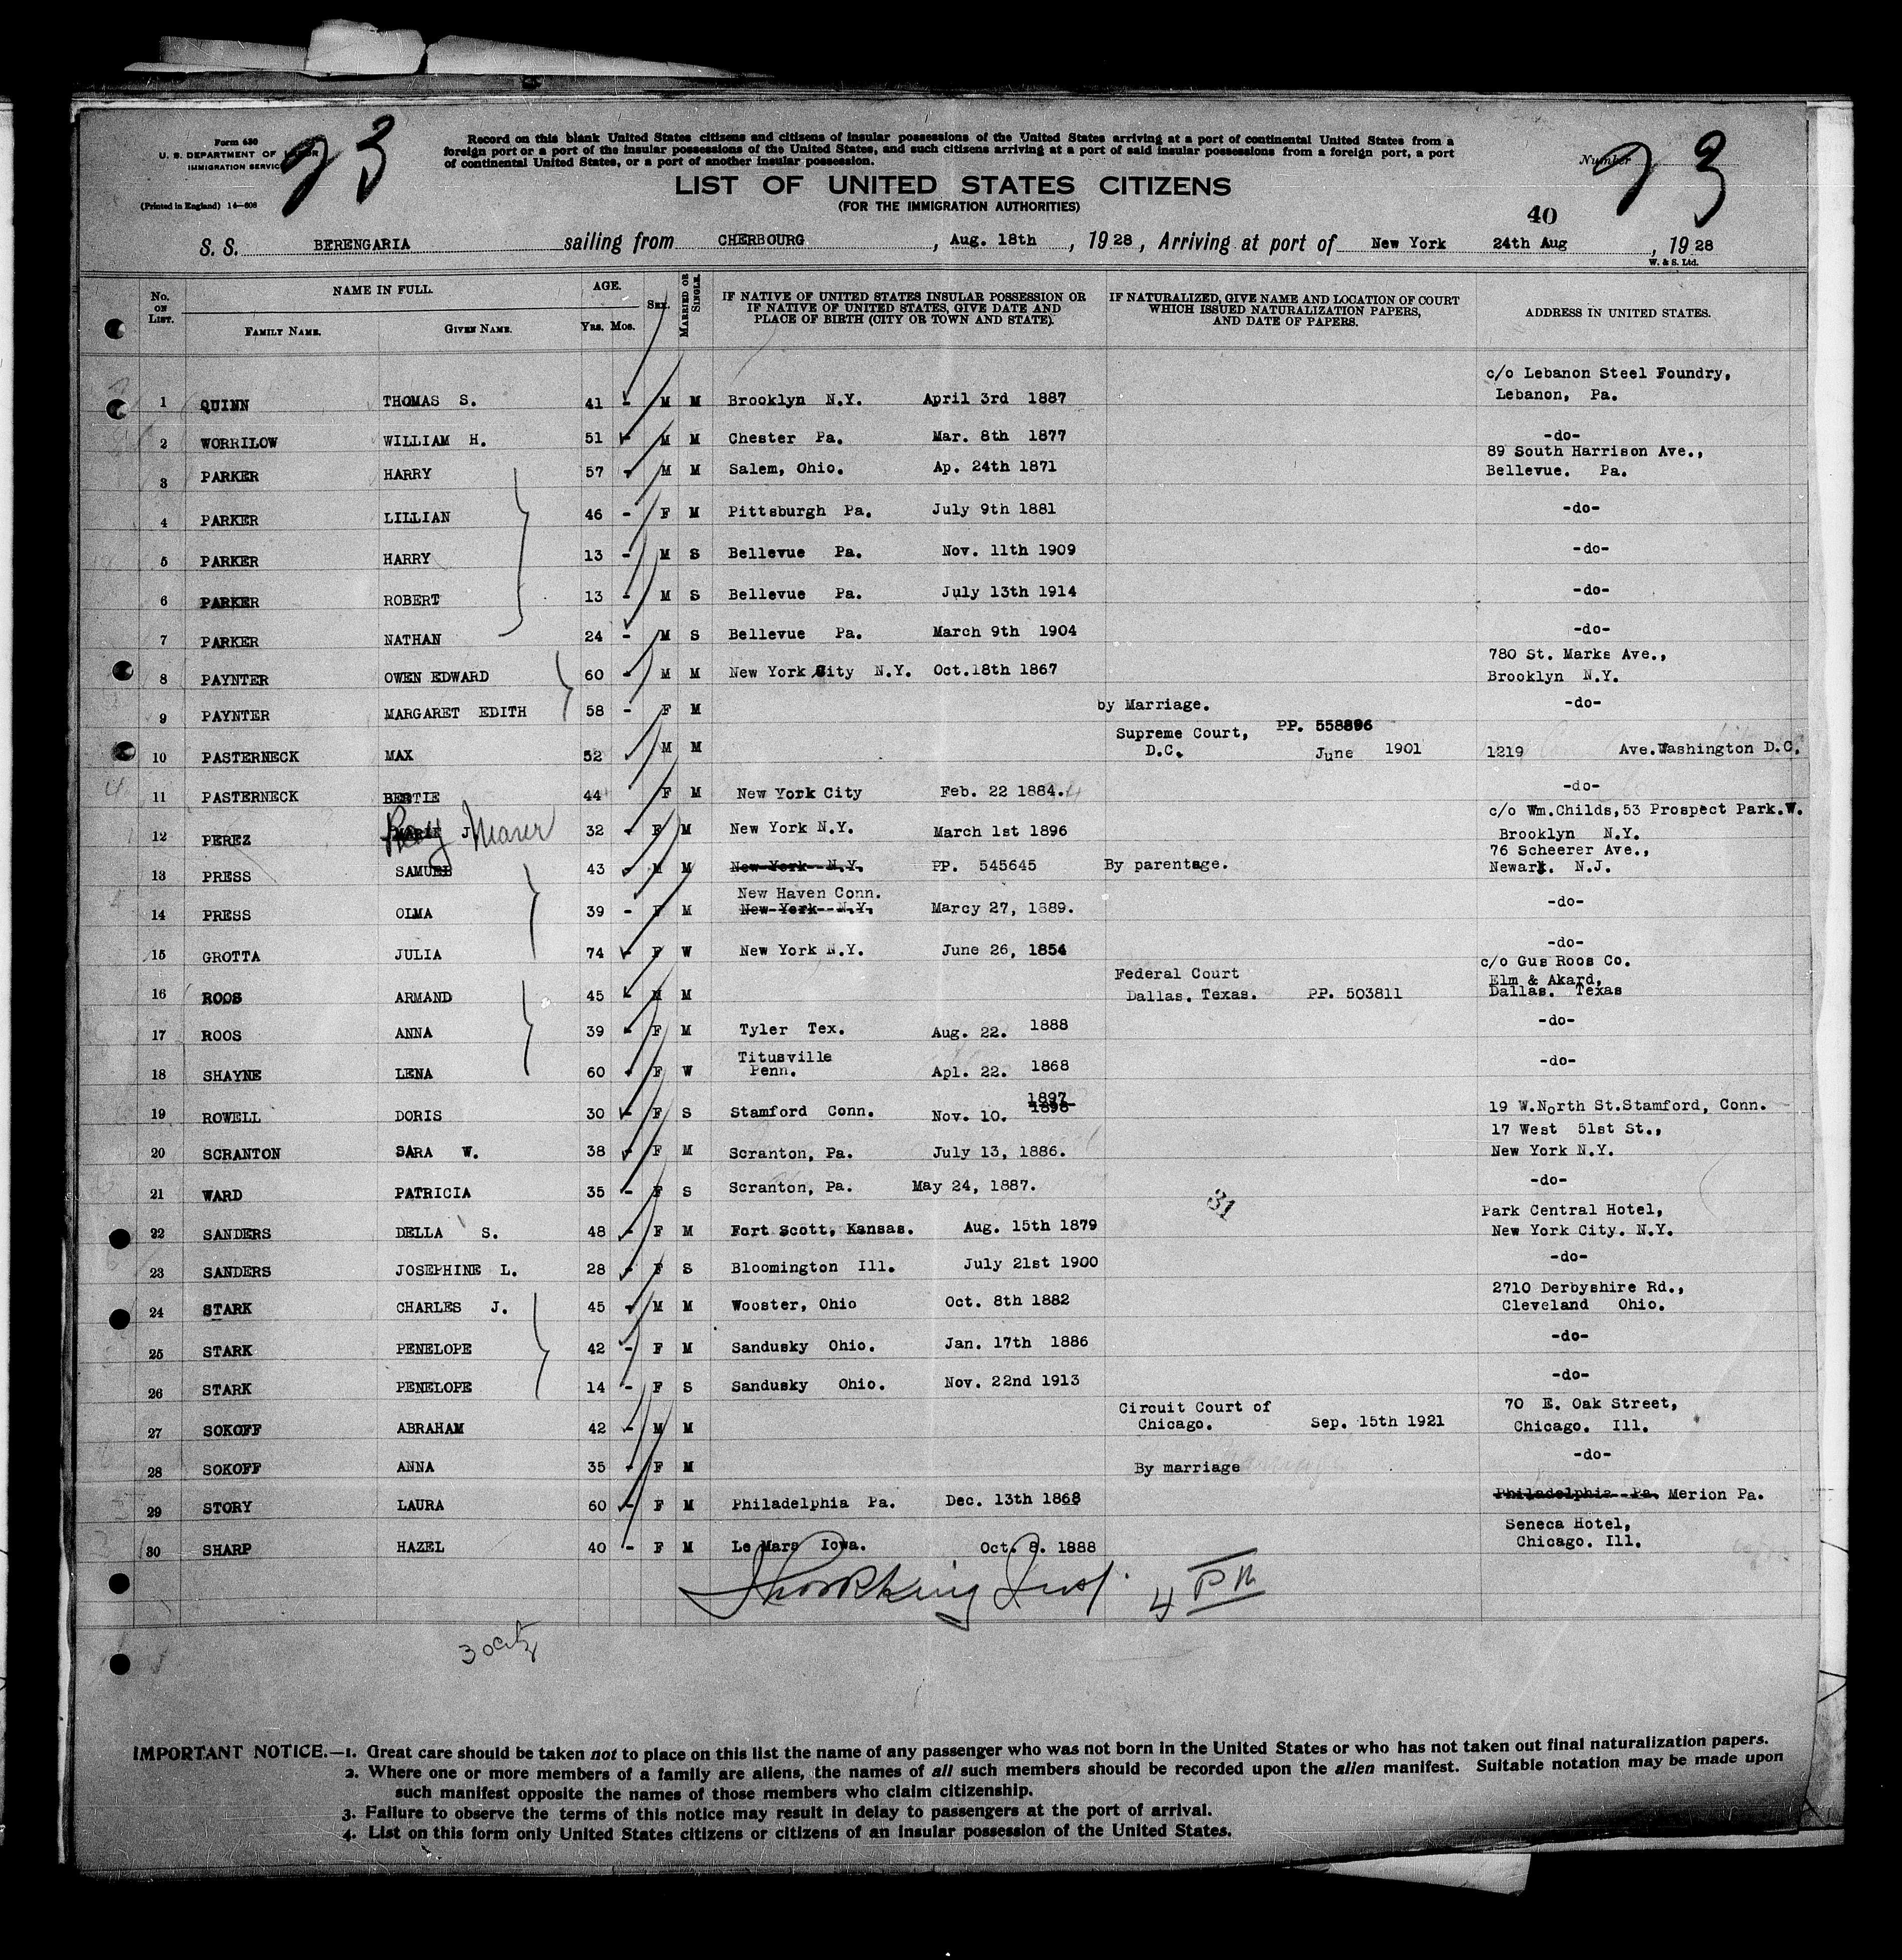 Form 630
U. S. DEPARTMENT OF LABOR
IMMIGRATION SERVICE
(Printed in England) 14—608
23
Record on this blank United States citizens and citizens of insular possessions of the United States arriving at a port of continental United States from a
foreign port or a port of the insular possessions of the United States, and such citizens arriving at a port of said insular possessions from a foreign port, a port
of continental United States, or a port of another insular possession.
Number 23
LIST OF UNITED STATES CITIZENS
(FOR THE IMMIGRATION AUTHORITIES)
40
S. S. BERENGARIA sailing from CHERBOURG, Aug. 18th, 1928, Arriving at port of New York 24th Aug, 1928
W. & S. Ltd.
No. ON LIST. NAME IN FULL. FAMILY NAME. GIVEN NAME. AGE. Yrs. Mos. SEX. MARRIED OR SINGLE. IF NATIVE OF UNITED STATES INSULAR POSSESSION OR IF NATIVE OF UNITED STATES, GIVE DATE AND PLACE OF BIRTH (CITY OR TOWN AND STATE). IF NATURALIZED, GIVE NAME AND LOCATION OF COURT WHICH ISSUED NATURALIZATION PAPERS, AND DATE OF PAPERS. ADDRESS IN UNITED STATES.
1 QUINN THOMAS S. 41 - M M Brooklyn N.Y. April 3rd 1887 c/o Lebanon Steel Foundry, Lebanon, Pa.
2 WORRILOW WILLIAM H. 51 - M M Chester Pa. Mar. 8th 1877 -do-
3 PARKER HARRY 57 - M M Salem, Ohio. Ap. 24th 1871 89 South Harrison Ave., Bellevue. Pa.
4 PARKER LILLIAN 46 - F M Pittsburgh Pa. July 9th 1881 -do-
5 PARKER HARRY 13 - M S Bellevue Pa. Nov. 11th 1909 -do-
6 PARKER ROBERT 13 - M S Bellevue Pa. July 13th 1914 -do-
7 PARKER NATHAN 24 - M S Bellevue Pa. March 9th 1904 -do-
8 PAYNTER OWEN EDWARD 60 - M M New York City N.Y. Oct.18th 1867 780 St. Marks Ave., Brooklyn N.Y.
9 PAYNTER MARGARET EDITH 58 - F M by Marriage. -do-
10 PASTERNECK MAX 52 M M Supreme Court, D.C. PP. 558896 June 1901 1219 Ave.Washington D.C.
11 PASTERNECK BERTIE 44 F M New York City Feb. 22 1884. -do-
12 PEREZ MARIE J Ray 32 - F M New York N.Y. March 1st 1896 c/o Wm.Childs,53 Prospect Park.W. Brooklyn N.Y.
13 PRESS SAMUEL 43 - M M New York N.Y. PP. 545645 By parentage. 76 Scheerer Ave., Newark. N.J.
14 PRESS OLMA 39 - F M New Haven Conn. New York N.Y. Marcy 27, 1889. -do-
15 GROTTA JULIA 74 - F W New York N.Y. June 26, 1854 -do-
16 ROOS ARMAND 45 - M M Federal Court Dallas. Texas. PP. 503811 c/o Gus Roos Co. Elm & Akard, Dallas. Texas
17 ROOS ANNA 39 - F M Tyler Tex. Aug. 22. 1888 -do-
18 SHAYNE LENA 60 - F W Titusville Penn. Apl. 22. 1868 -do-
19 ROWELL DORIS 30 - F S Stamford Conn. Nov. 10. 1897 1898 19 W.North St.Stamford, Conn.
20 SCRANTON SARA W. 38 - F M Scranton, Pa. July 13, 1886. 17 West 51st St., New York N.Y.
21 WARD PATRICIA 35 - F S Scranton, Pa. May 24, 1887. -do-
31
22 SANDERS DELLA S. 48 - F M Fort Scott, Kansas. Aug. 15th 1879 Park Central Hotel, New York City. N.Y.
23 SANDERS JOSEPHINE L. 28 - F S Bloomington Ill. July 21st 1900 -do-
24 STARK CHARLES J. 45 - M M Wooster, Ohio Oct. 8th 1882 2710 Derbyshire Rd., Cleveland Ohio.
25 STARK PENELOPE 42 - F M Sandusky Ohio. Jan. 17th 1886 -do-
26 STARK PENELOPE 14 - F S Sandusky Ohio. Nov. 22nd 1913 -do-
27 SOKOFF ABRAHAM 42 - M M Circuit Court of Chicago. Sep. 15th 1921 70 E. Oak Street, Chicago. Ill.
28 SOKOFF ANNA 35 - F M By marriage -do-
29 STORY LAURA 60 - F M Philadelphia Pa. Dec. 13th 1868 Philadelphia Pa. Merion Pa.
30 SHARP HAZEL 40 - F M Le Mars Iowa. Oct. 8. 1888 Seneca Hotel, Chicago. Ill.
IMPORTANT NOTICE.—1. Great care should be taken not to place on this list the name of any passenger who was not born in the United States or who has not taken out final naturalization papers.
2. Where one or more members of a family are aliens, the names of all such members should be recorded upon the alien manifest. Suitable notation may be made upon
such manifest opposite the names of those members who claim citizenship.
3. Failure to observe the terms of this notice may result in delay to passengers at the port of arrival.
4. List on this form only United States citizens or citizens of an insular possession of the United States.